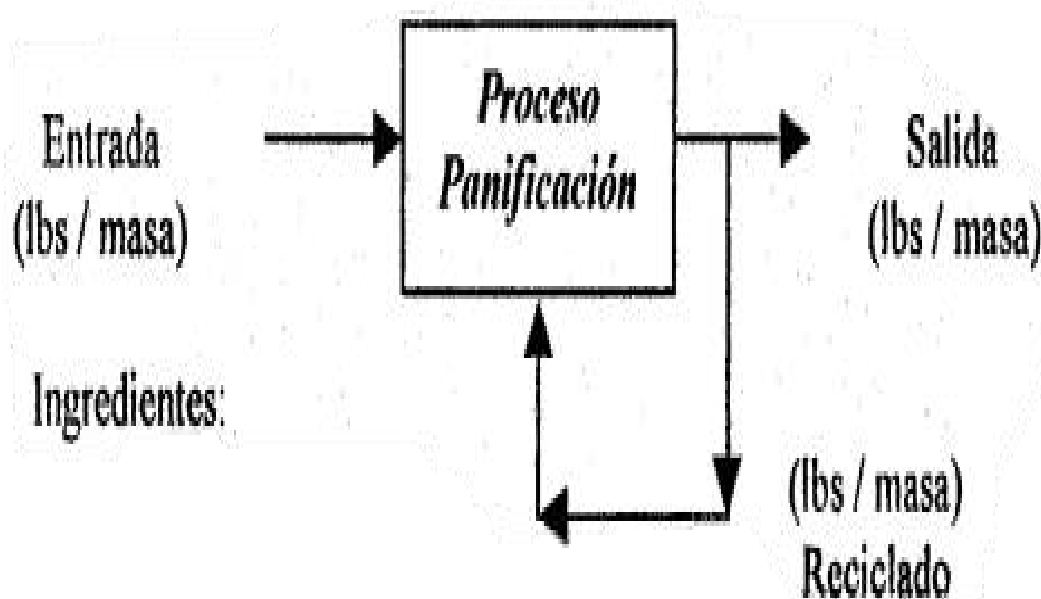 Proceso
Panificación
Entrada
(lbs / masa)
Salida
(lbs / masa)
Ingredientes:
(lbs / masa)
Reciclado